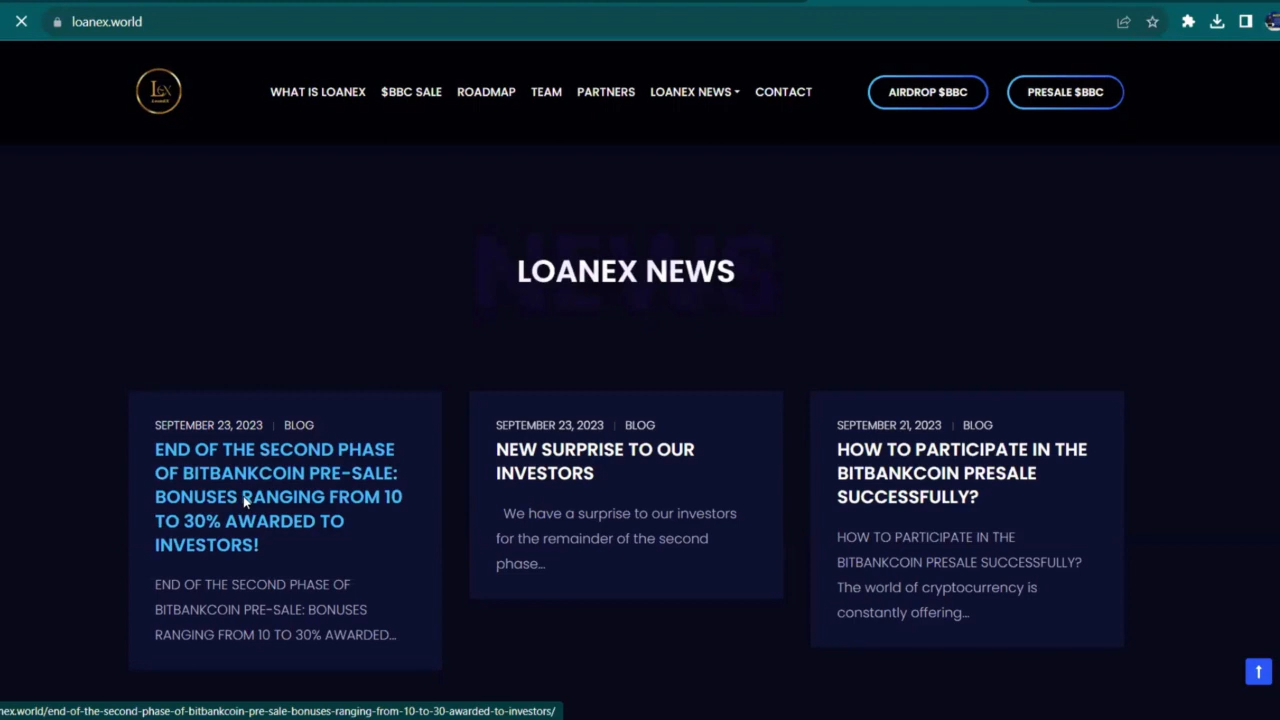 loanex.world
Lex
LoaneX
WHAT IS LOANEX
$BBC SALE
ROADMAP
TEAM
PARTNERS
LOANEX NEWS
CONTACT
AIRDROP $BBC
PRESALE $BBC
NEWS
LOANEX NEWS
SEPTEMBER 23, 2023 | BLOG
END OF THE SECOND PHASE
OF BITBANKCOIN PRE-SALE:
BONUSES RANGING FROM 10
TO 30% AWARDED TO
INVESTORS!
END OF THE SECOND PHASE OF
BITBANKCOIN PRE-SALE: BONUSES
RANGING FROM 10 TO 30% AWARDED...
SEPTEMBER 23, 2023 | BLOG
NEW SURPRISE TO OUR
INVESTORS
We have a surprise to our investors
for the remainder of the second
phase...
SEPTEMBER 21, 2023 | BLOG
HOW TO PARTICIPATE IN THE
BITBANKCOIN PRESALE
SUCCESSFULLY?
HOW TO PARTICIPATE IN THE
BITBANKCOIN PRESALE SUCCESSFULLY?
The world of cryptocurrency is
constantly offering...
nex.world/end-of-the-second-phase-of-bitbankcoin-pre-sale-bonuses-ranging-from-10-to-30-awarded-to-investors/